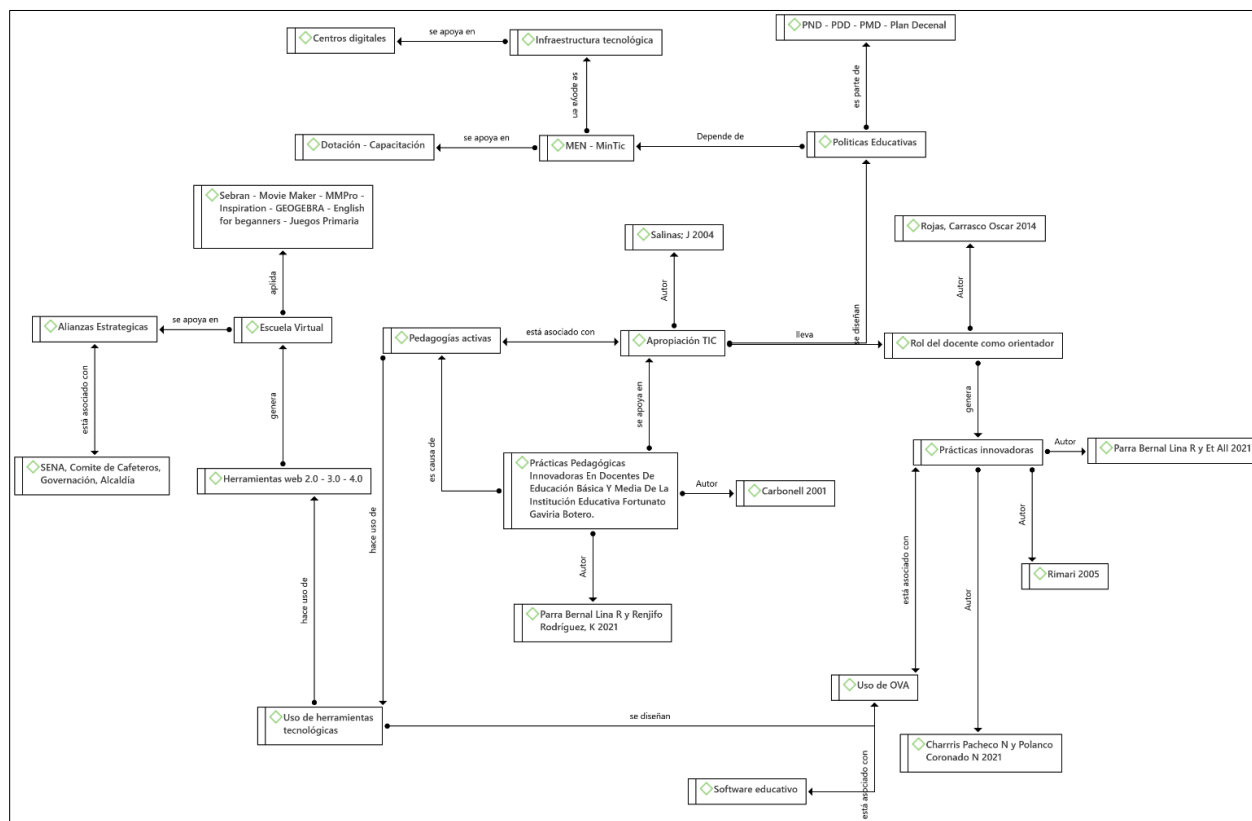 PND - PDD - PMD - Plan Decenal
Centros digitales
se apoya en
Infraestructura tecnológica
se apoya en
es parte de
Dotación - Capacitación
se apoya en
MEN - MinTic
Depende de
Politicas Educativas
Sebran - Movie Maker - MMPro -
Inspiration - GEOGEBRA - English
for beganners - Juegos Primaria
Salinas; J 2004
Rojas, Carrasco Oscar 2014
aplida
Autor
Autor
se diseñan
Alianzas Estrategicas
se apoya en
Escuela Virtual
Pedagogías activas
está asociado con
Apropiación TIC
lleva
Rol del docente como orientador
está asociado con
genera
es causa de
se apoya en
genera
Prácticas innovadoras
Autor
Parra Bernal Lina R y Et All 2021
SENA, Comite de Cafeteros,
Governación, Alcaldía
Herramientas web 2.0 - 3.0 - 4.0
Prácticas Pedagógicas
Innovadoras En Docentes De
Educación Básica Y Media De La
Institución Educativa Fortunato
Gaviria Botero.
Autor
Carbonell 2001
hace uso de
hace uso de
Autor
está asociado con
Autor
Autor
Rimari 2005
Parra Bernal Lina R y Renjifo
Rodríguez, K 2021
Uso de OVA
Uso de herramientas
tecnológicas
se diseñan
Charrris Pacheco N y Polanco
Coronado N 2021
está asociado con
Software educativo